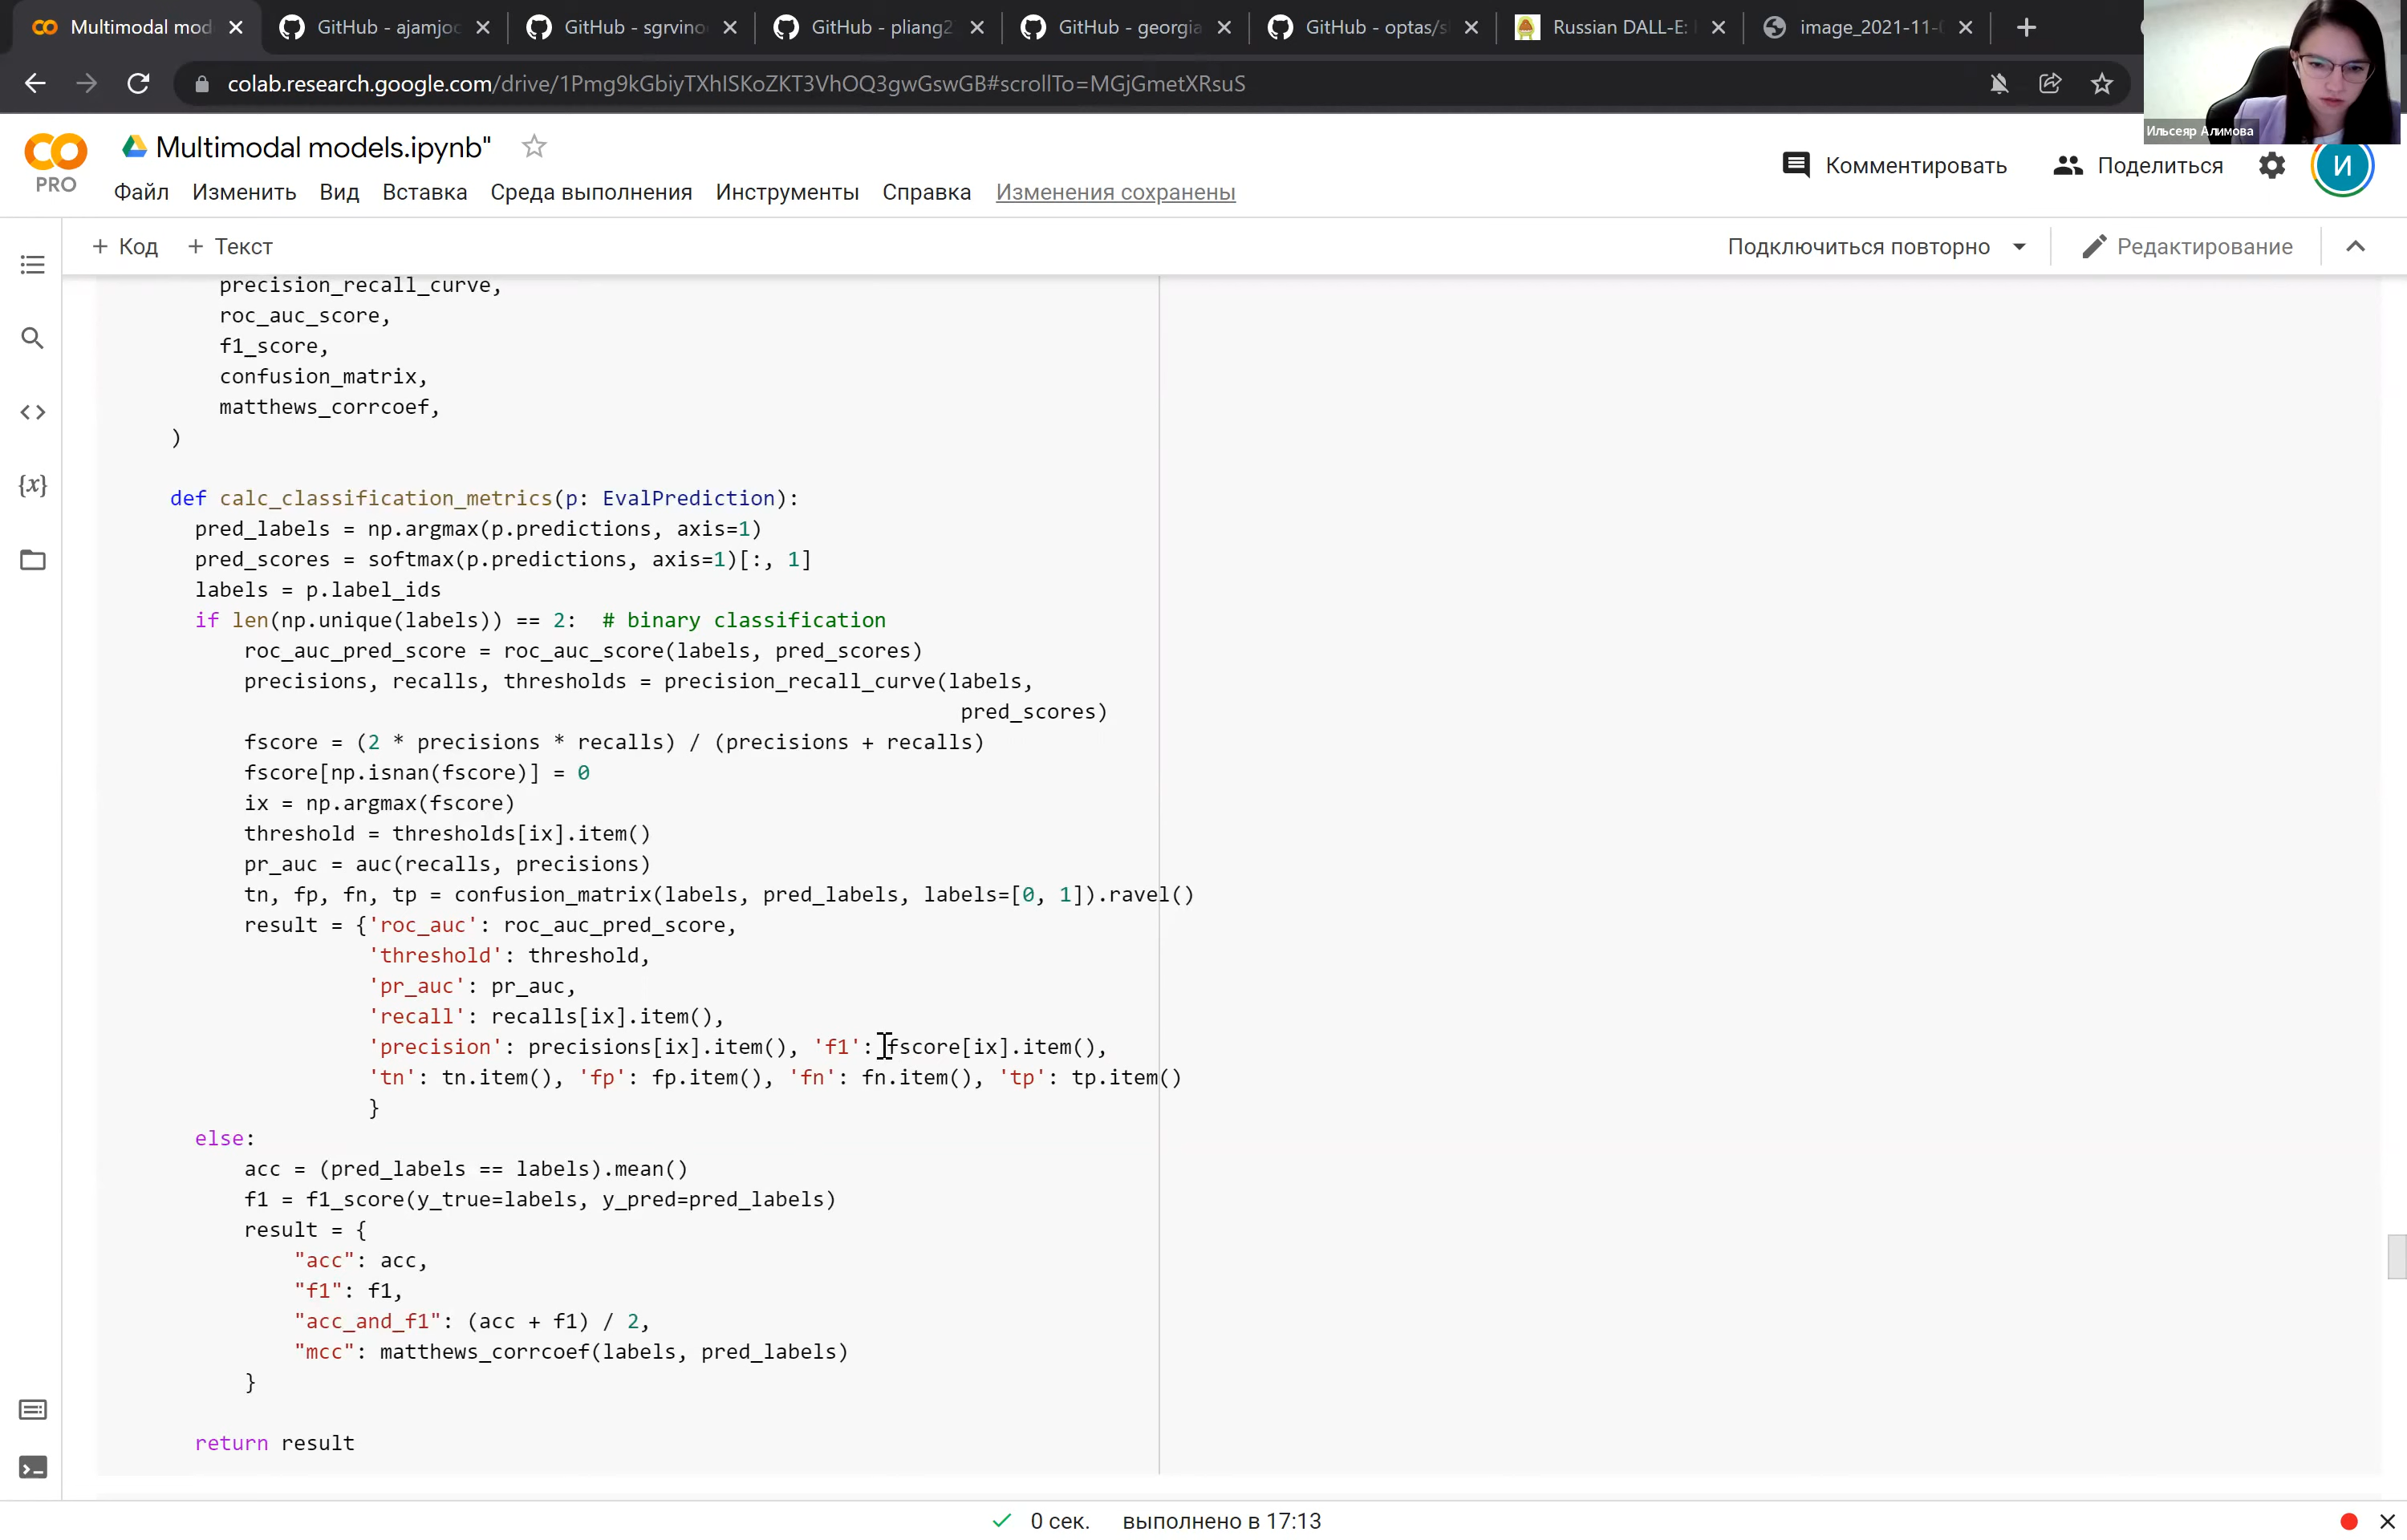 Multimodal mod
GitHub - ajamjoc
GitHub - sgrvino
GitHub - pliang2
GitHub - georgia
GitHub - optas/s
Russian DALL-E:
image_2021-11-
colab.research.google.com/drive/1Pmg9kGbiyTXhISKoZKT3VhOQ3gwGswGB#scrollTo=MGjGmetXRsuS
Ильсеяр Алимова
PRO
Multimodal models.ipynb"
Комментировать
Поделиться
И
Файл Изменить Вид Вставка Среда выполнения Инструменты Справка Изменения сохранены
+ Код + Текст
Подключиться повторно
Редактирование
precision_recall_curve,
roc_auc_score,
f1_score,
confusion_matrix,
matthews_corrcoef,
)
def calc_classification_metrics(p: EvalPrediction):
pred_labels = np.argmax(p.predictions, axis=1)
pred_scores = softmax(p.predictions, axis=1)[:, 1]
labels = p.label_ids
if len(np.unique(labels)) == 2:  # binary classification
roc_auc_pred_score = roc_auc_score(labels, pred_scores)
precisions, recalls, thresholds = precision_recall_curve(labels,
pred_scores)
fscore = (2 * precisions * recalls) / (precisions + recalls)
fscore[np.isnan(fscore)] = 0
ix = np.argmax(fscore)
threshold = thresholds[ix].item()
pr_auc = auc(recalls, precisions)
tn, fp, fn, tp = confusion_matrix(labels, pred_labels, labels=[0, 1]).ravel()
result = {'roc_auc': roc_auc_pred_score,
'threshold': threshold,
'pr_auc': pr_auc,
'recall': recalls[ix].item(),
'precision': precisions[ix].item(), 'f1': fscore[ix].item(),
'tn': tn.item(), 'fp': fp.item(), 'fn': fn.item(), 'tp': tp.item()
}
else:
acc = (pred_labels == labels).mean()
f1 = f1_score(y_true=labels, y_pred=pred_labels)
result = {
"acc": acc,
"f1": f1,
"acc_and_f1": (acc + f1) / 2,
"mcc": matthews_corrcoef(labels, pred_labels)
}
return result
0 сек. выполнено в 17:13